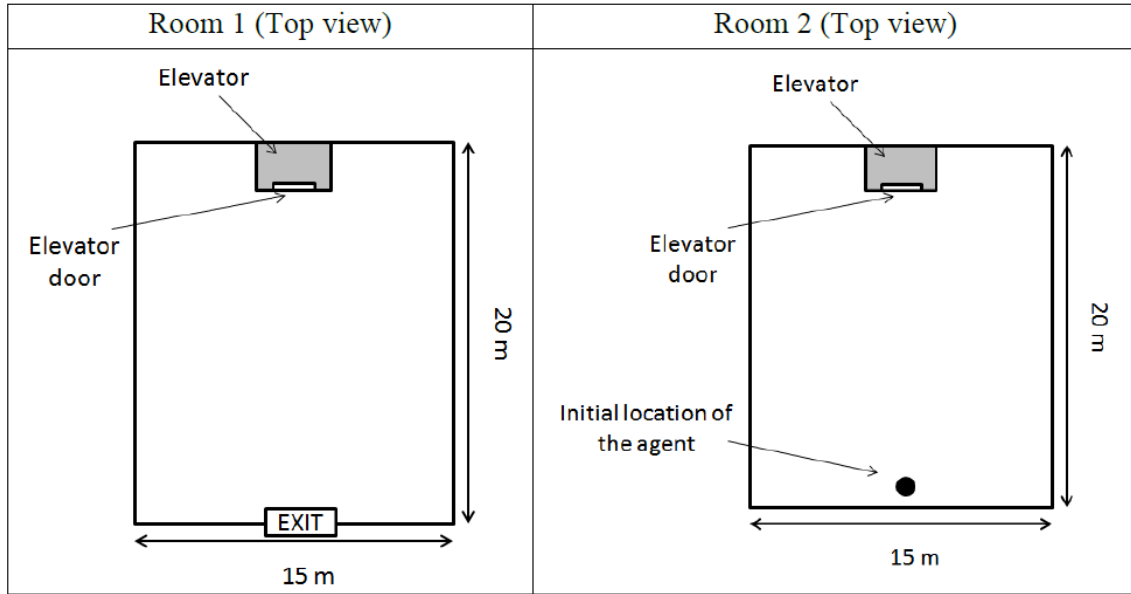 Room 1 (Top view)
Elevator
Elevator
door
20 m
EXIT
15 m
Room 2 (Top view)
Elevator
Elevator
door
20 m
Initial location of
the agent
15 m